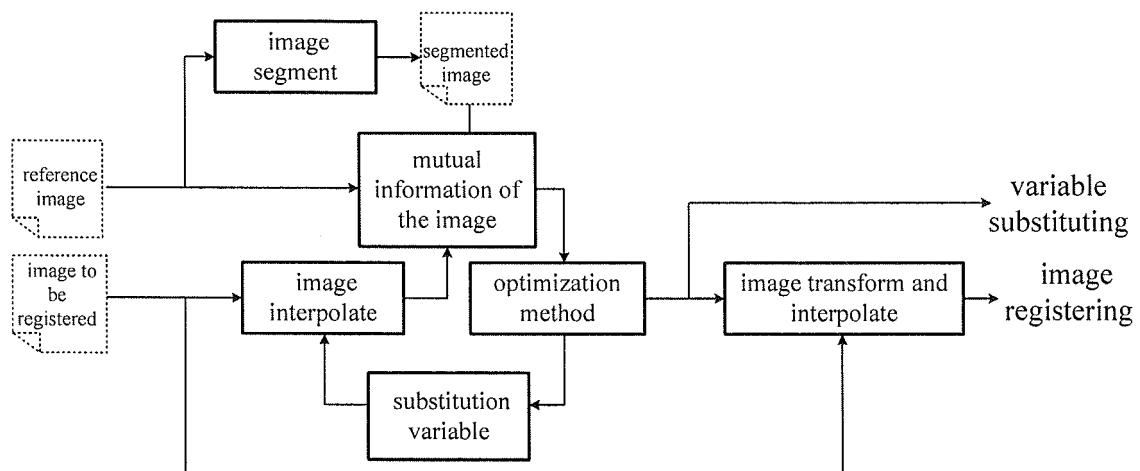 image
segment
segmented
image
reference
image
mutual
information of
the image
variable
substituting
image to
be
registered
image
interpolate
optimization
method
image transform and
interpolate
image
registering
substitution
variable